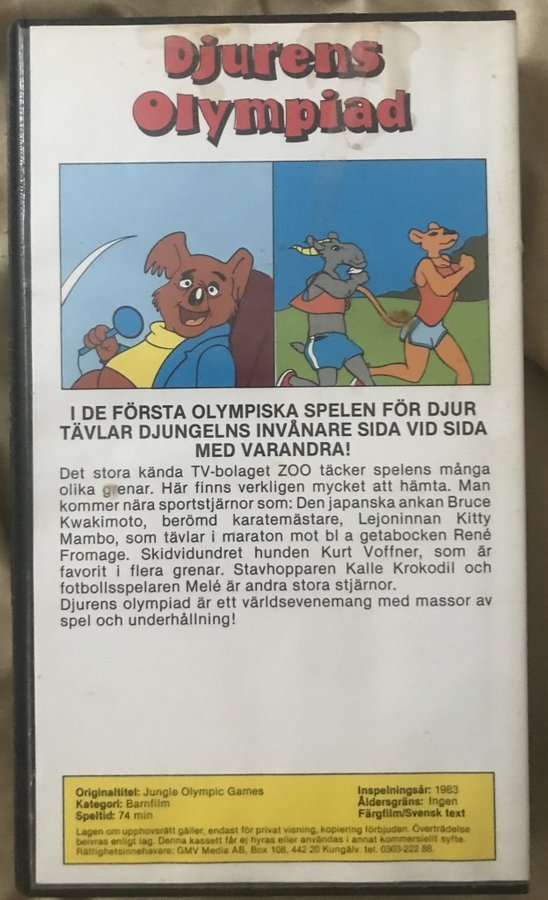 Djurens
Olympiad
I DE FÖRSTA OLYMPISKA SPELEN FÖR DJUR
TÄVLAR DJUNGELNS INVÅNARE SIDA VID SIDA
MED VARANDRA!
Det stora kända TV-bolaget ZOO täcker spelens många
olika grenar. Här finns verkligen mycket att hämta. Man
kommer nära sportstjärnor som: Den japanska ankan Bruce
Kwakimoto, berömd karatemästare, Lejoninnan Kitty
Mambo, som tävlar i maraton mot bl a getabocken René
Fromage. Skidvidundret hunden Kurt Voffner, som är
favorit i flera grenar. Stavhopparen Kalle Krokodil och
fotbollsspelaren Melé är andra stora stjärnor.
Djurens olympiad är ett världsevenemang med massor av
spel och underhållning!
Originaltitel: Jungle Olympic Games Inspelningsår: 1983
Kategori: Barnfilm Åldersgräns: Ingen
Speltid: 74 min Färgfilm/Svensk text
Lagen om upphovsrätt gäller, endast för privat visning, kopiering förbjuden. Överträdelse
beivras enligt lag. Denna kassett får ej hyras eller användas i annat kommersiellt syfte.
Rättighetsinnehavare: GMV Media AB, Box 108, 442 20 Kungälv. tel. 0303-222 88.